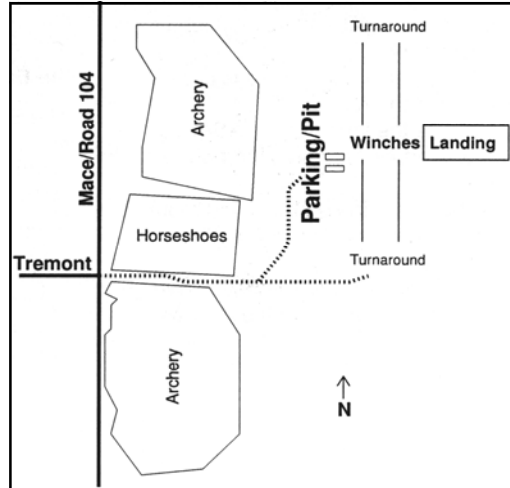 Turnaround
Mace/Road 104
Archery
Parking/Pit
Winches
Landing
Horseshoes
Tremont
Turnaround
Archery
N